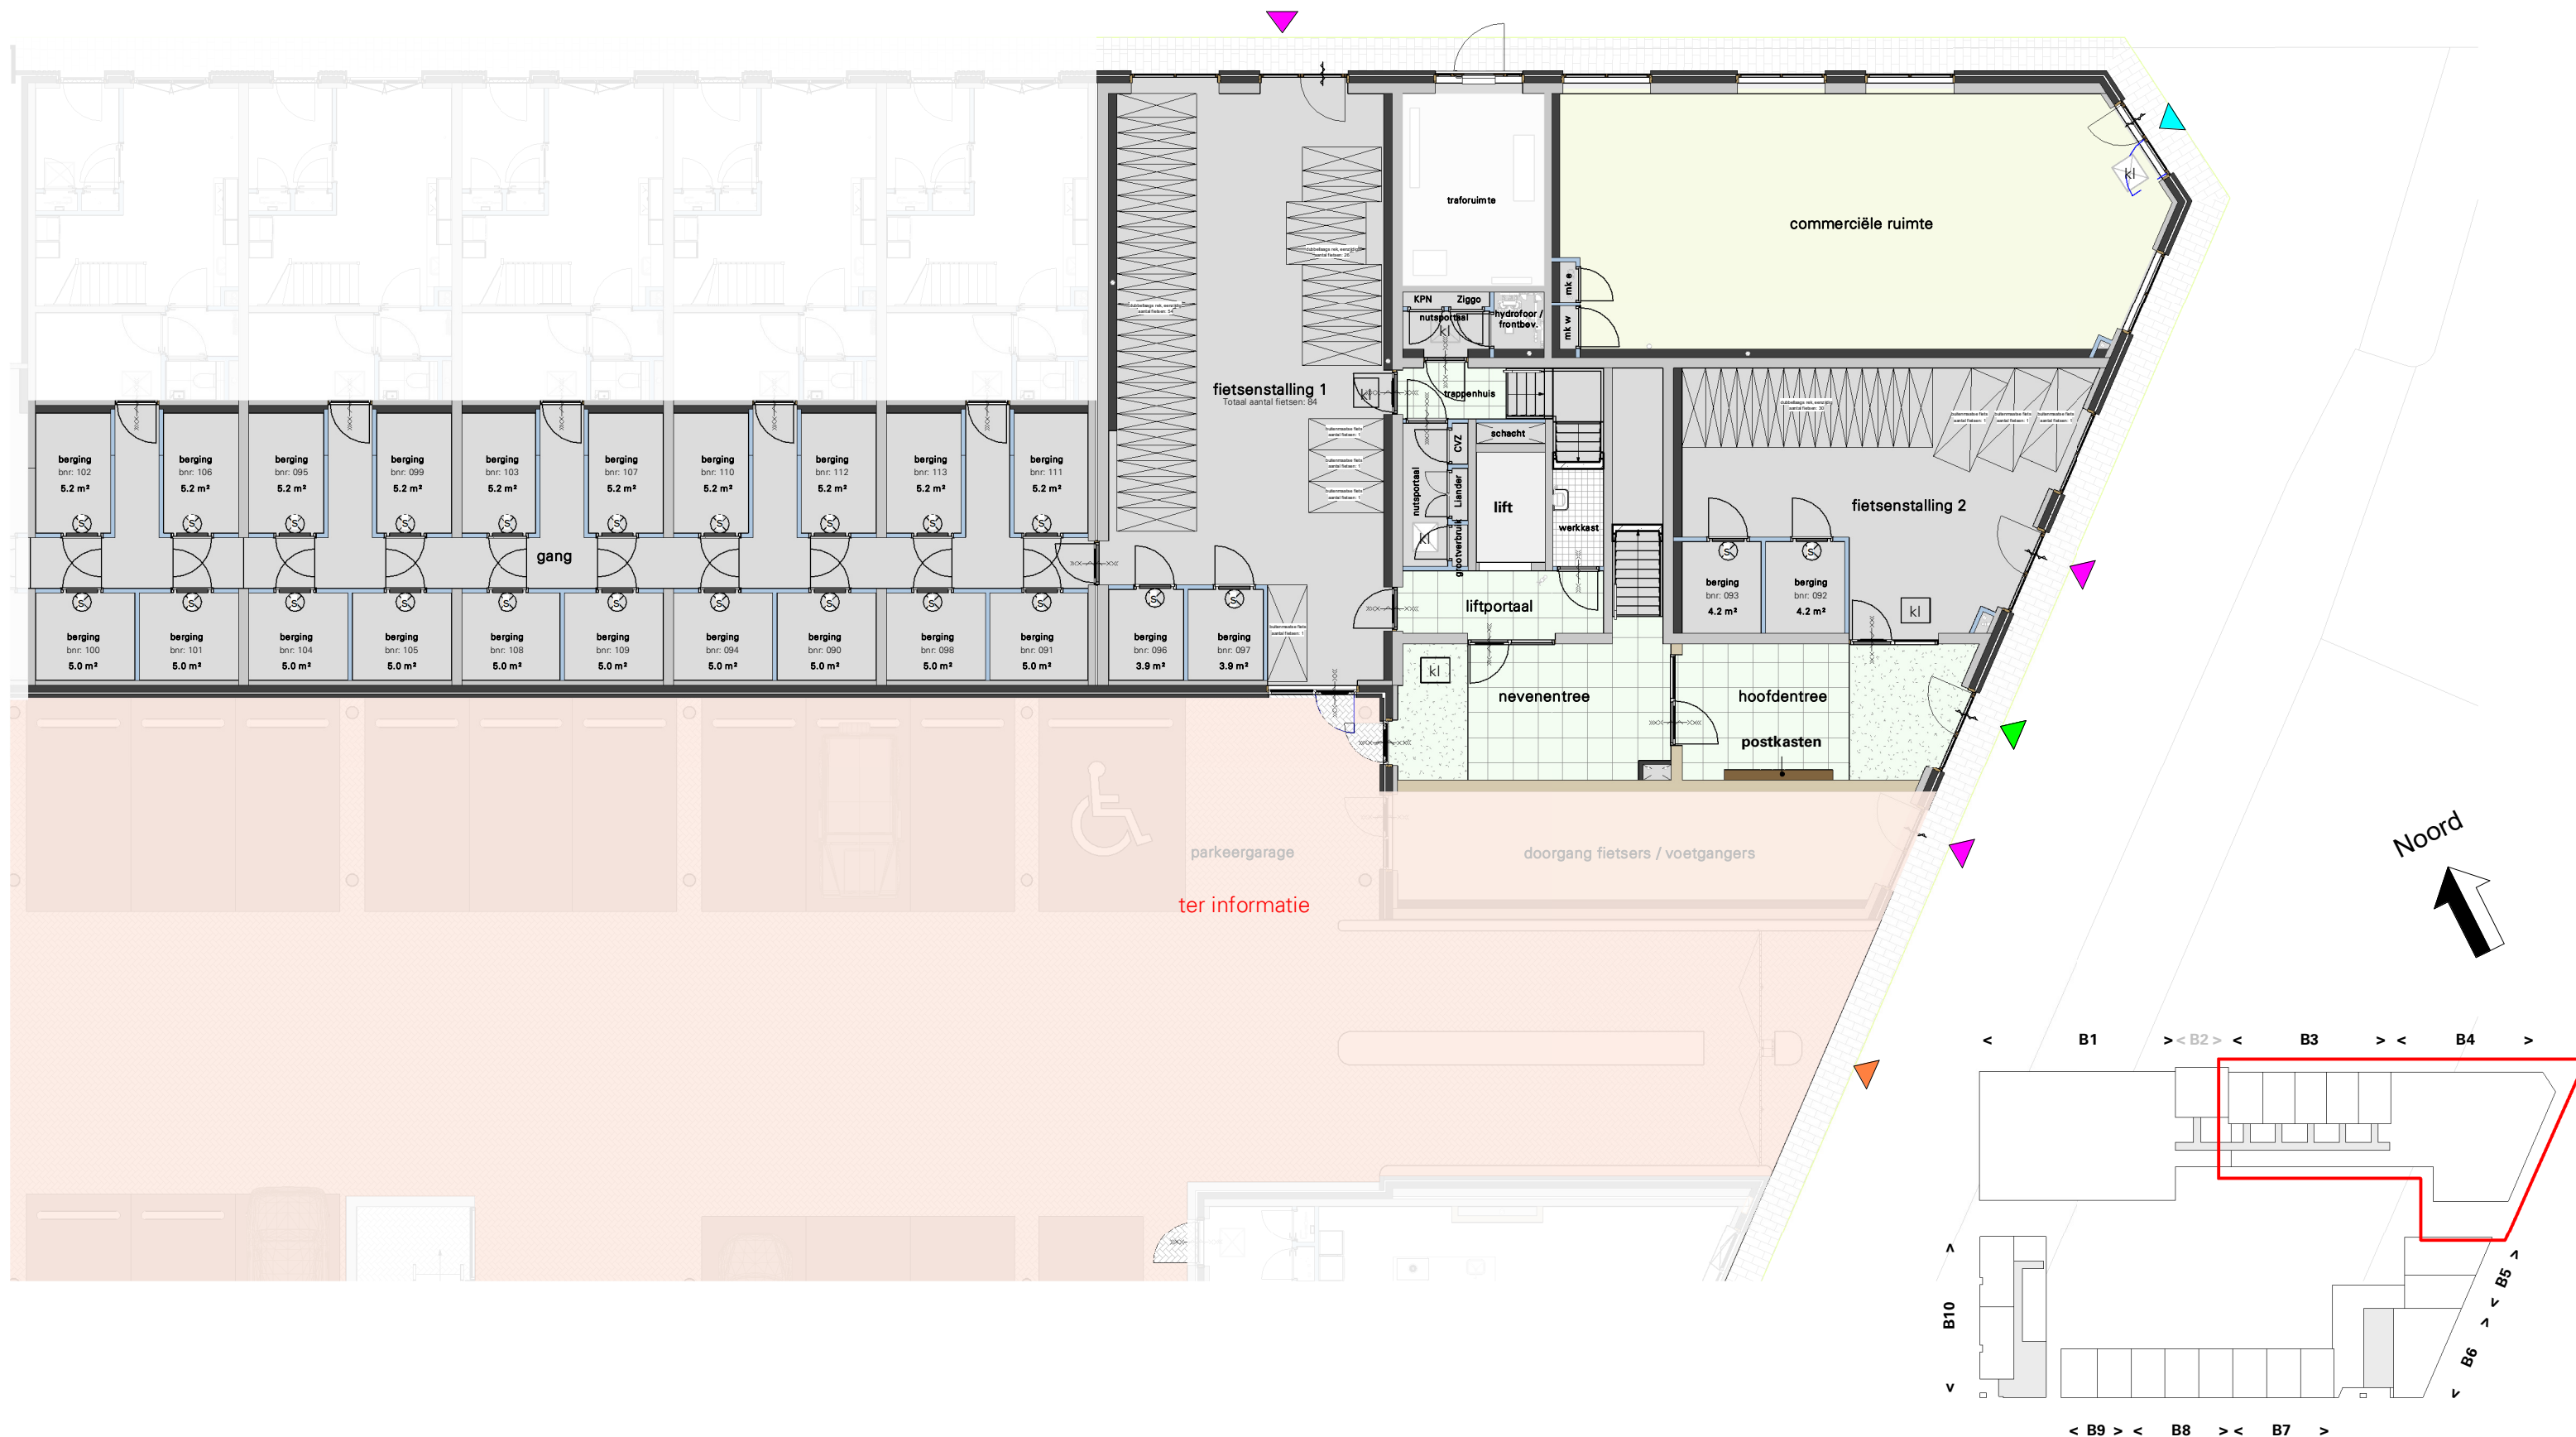 traforuimte
commerciële ruimte
kl
mk e
mk w
KPN
Ziggo
nutsportaal
kl
hydrofoor /
frontbev.
fietsenstalling 1
Totaal aantal fietsen: 84
kl
trappenhuis
schacht
CVZ
Liander
grootverbruik
nutsportaal
kl
lift
werkkast
liftportaal
fietsenstalling 2
berging
bnr: 093
4.2 m²
berging
bnr: 092
4.2 m²
kl
berging
bnr: 102
5.2 m²
berging
bnr: 106
5.2 m²
berging
bnr: 095
5.2 m²
berging
bnr: 099
5.2 m²
berging
bnr: 103
5.2 m²
berging
bnr: 107
5.2 m²
berging
bnr: 110
5.2 m²
berging
bnr: 112
5.2 m²
berging
bnr: 113
5.2 m²
berging
bnr: 111
5.2 m²
gang
berging
bnr: 100
5.0 m²
berging
bnr: 101
5.0 m²
berging
bnr: 104
5.0 m²
berging
bnr: 105
5.0 m²
berging
bnr: 108
5.0 m²
berging
bnr: 109
5.0 m²
berging
bnr: 094
5.0 m²
berging
bnr: 090
5.0 m²
berging
bnr: 098
5.0 m²
berging
bnr: 091
5.0 m²
berging
bnr: 096
3.9 m²
berging
bnr: 097
3.9 m²
kl
nevenentree
hoofdentree
postkasten
parkeergarage
doorgang fietsers / voetgangers
ter informatie
Noord
< B1 > < B2 > < B3 > < B4 >
< B5 >
< B6 >
< B10 >
< B9 > < B8 > < B7 >